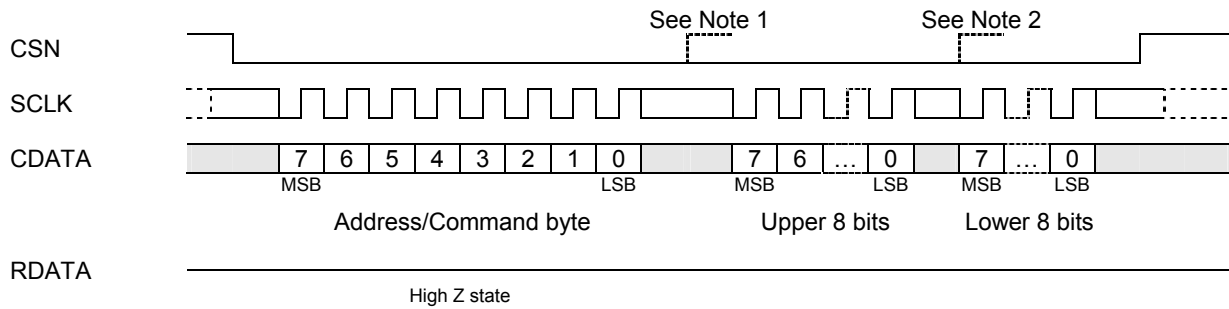 See Note 1 See Note 2
CSN
SCLK
CDATA 7 6 5 4 3 2 1 0 7 6 … 0 7 … 0
MSB LSB MSB LSB MSB LSB
Address/Command byte Upper 8 bits Lower 8 bits
RDATA
High Z state